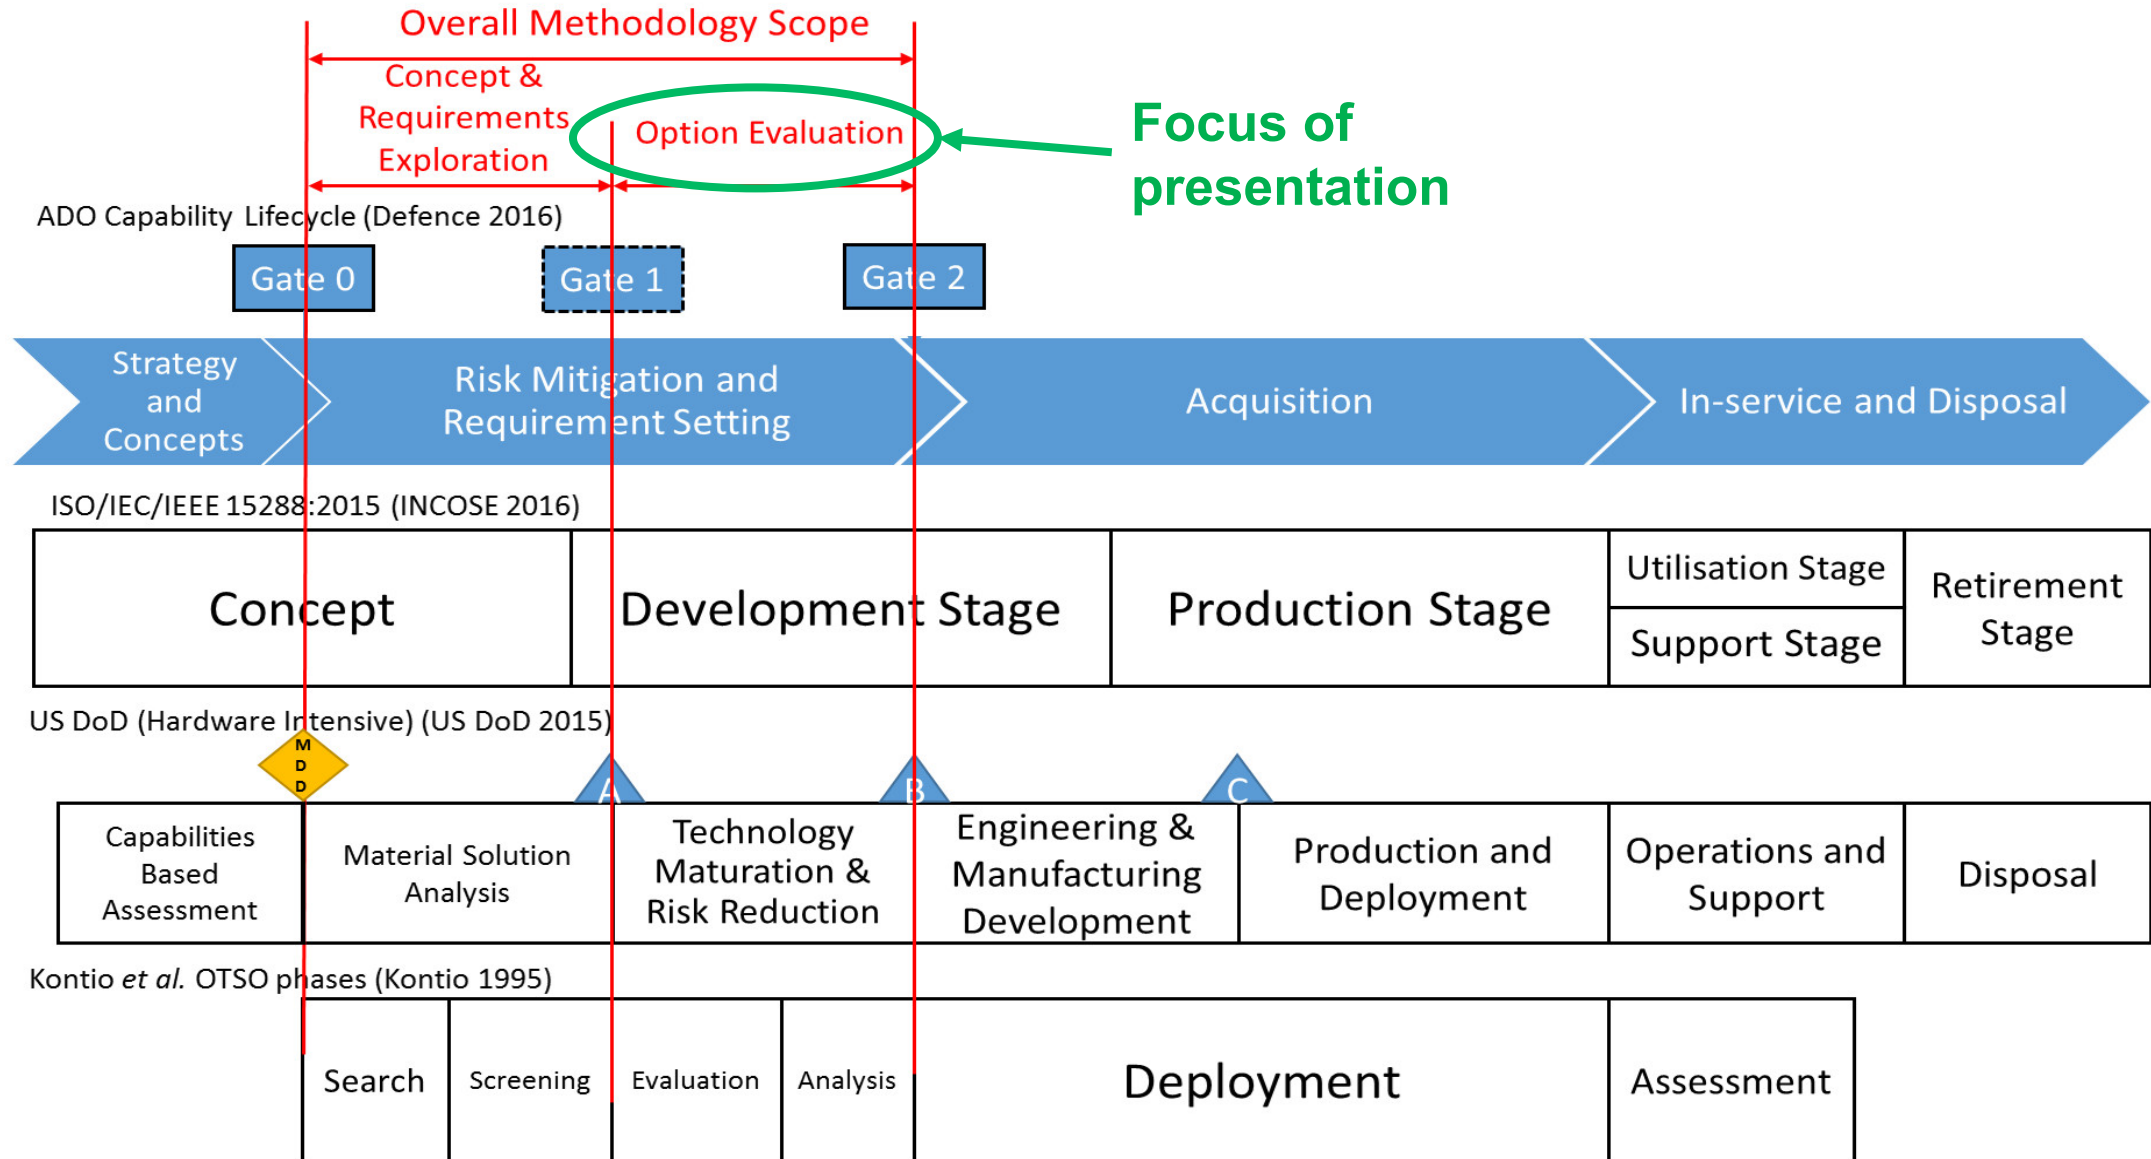 Overall Methodology Scope
Concept &
Requirements
Exploration
Option Evaluation
Focus of
presentation
ADO Capability Lifecycle (Defence 2016)
Gate 0
Gate 1
Gate 2
Strategy
and
Concepts
Risk Mitigation and
Requirement Setting
Acquisition
In-service and Disposal
ISO/IEC/IEEE 15288:2015 (INCOSE 2016)
Concept
Development Stage
Production Stage
Utilisation Stage
Support Stage
Retirement
Stage
US DoD (Hardware Intensive) (US DoD 2015)
M
D
D
A
B
C
Capabilities
Based
Assessment
Material Solution
Analysis
Technology
Maturation &
Risk Reduction
Engineering &
Manufacturing
Development
Production and
Deployment
Operations and
Support
Disposal
Kontio et al. OTSO phases (Kontio 1995)
Search
Screening
Evaluation
Analysis
Deployment
Assessment